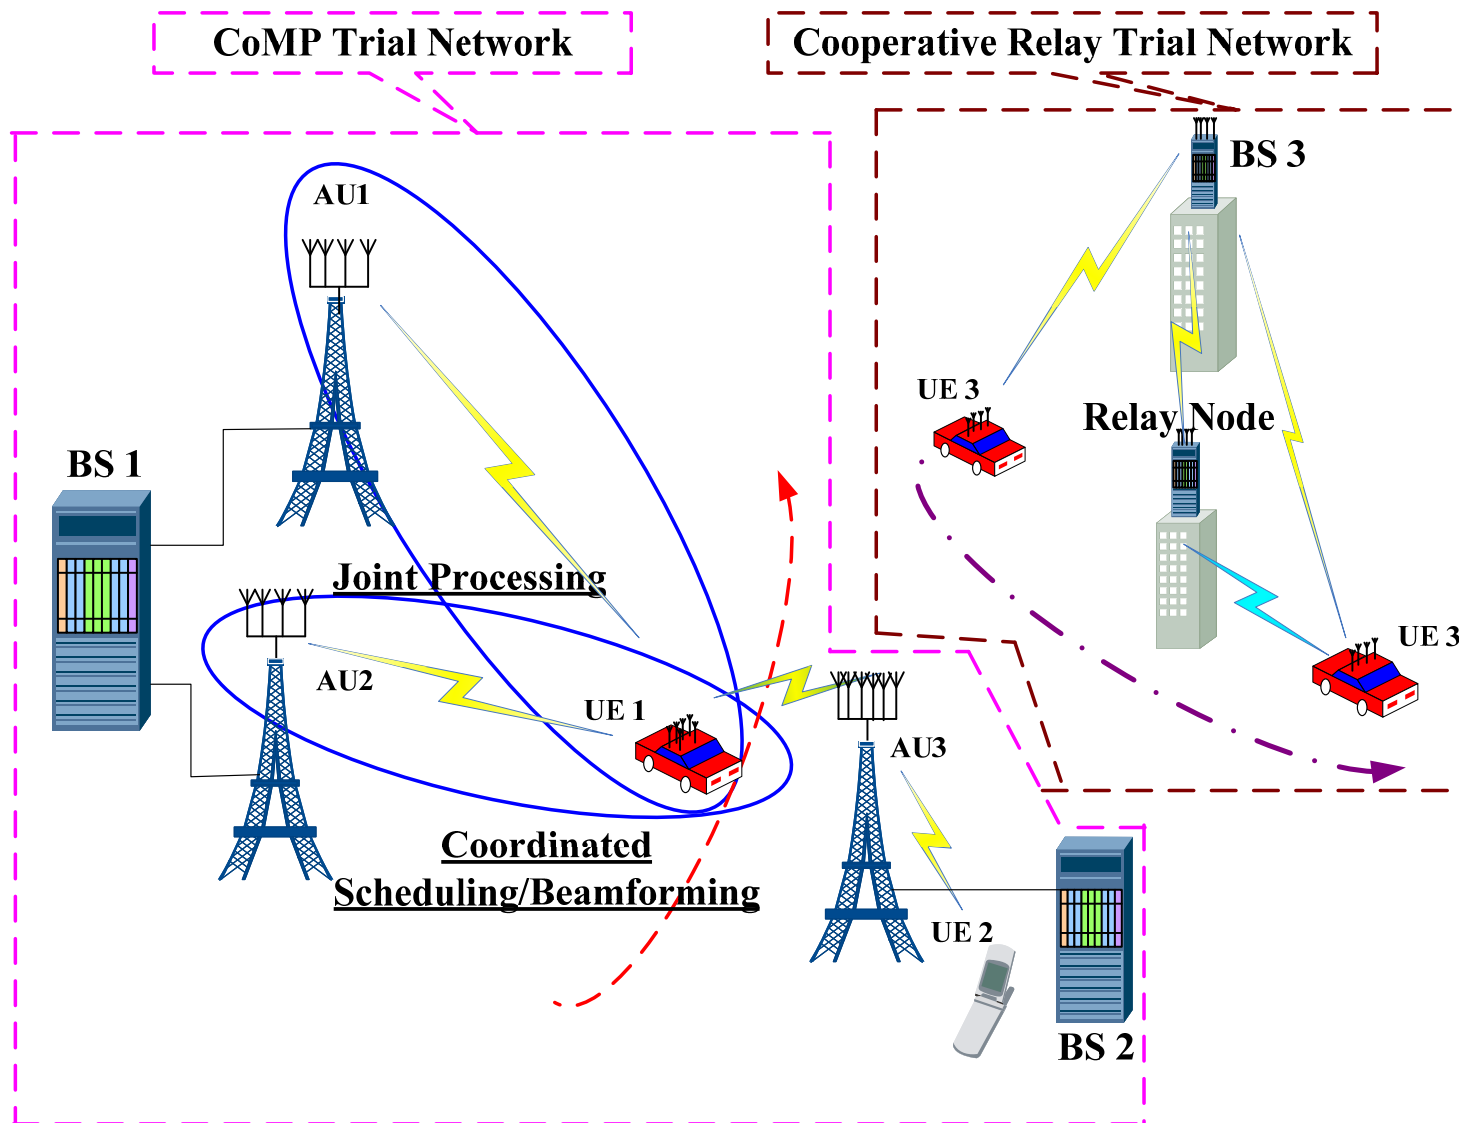 CoMP Trial Network
Cooperative Relay Trial Network
AU1
BS 3
UE 3
Relay Node
BS 1
Joint Processing
AU2
UE 1
UE 3
AU3
Coordinated
Scheduling/Beamforming
UE 2
BS 2